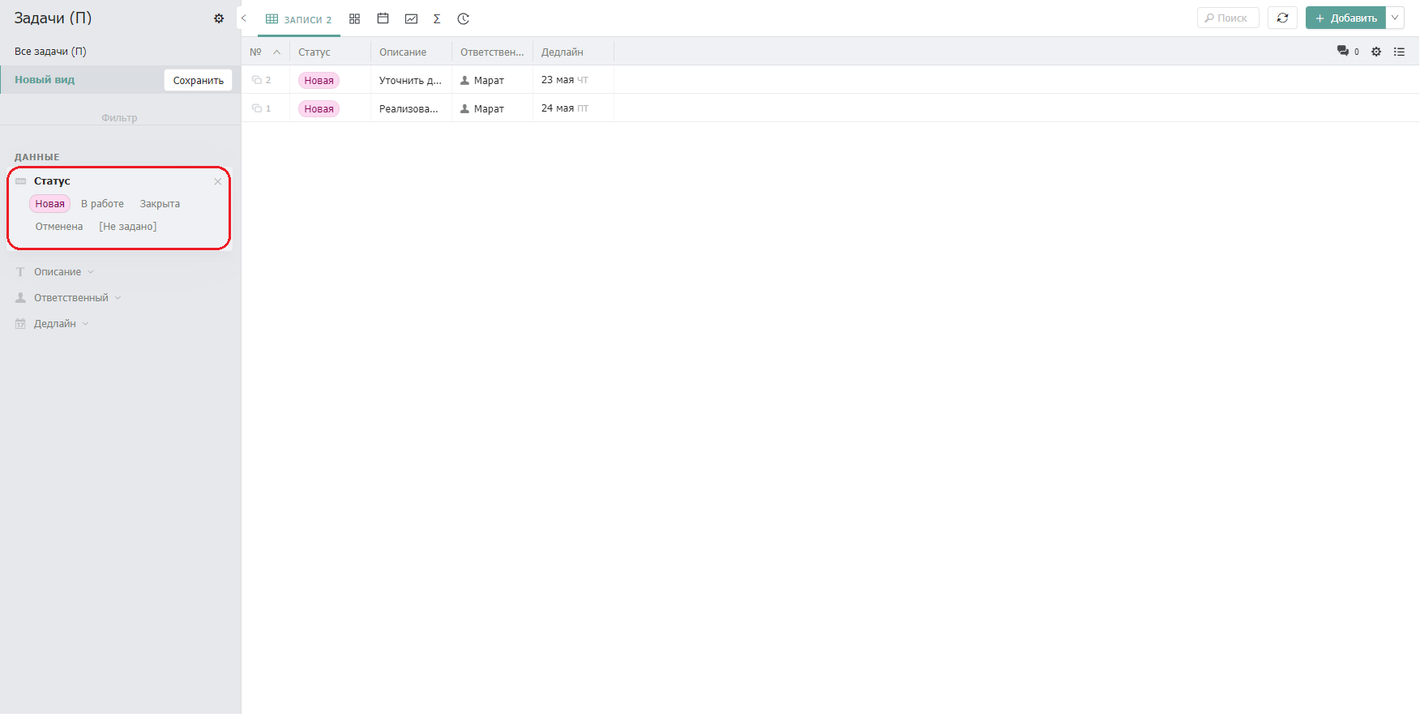 Задачи (П)
Все задачи (П)
Новый вид
Сохранить
Фильтр
ДАННЫЕ
Статус
Новая В работе Закрыта
Отменена [Не задано]
Описание
Ответственный
Дедлайн
ЗАПИСИ 2
Σ
Поиск
+ Добавить
№ Статус Описание Ответствен... Дедлайн 0
2 Новая Уточнить д... Марат 23 мая ЧТ
1 Новая Реализова... Марат 24 мая ПТ